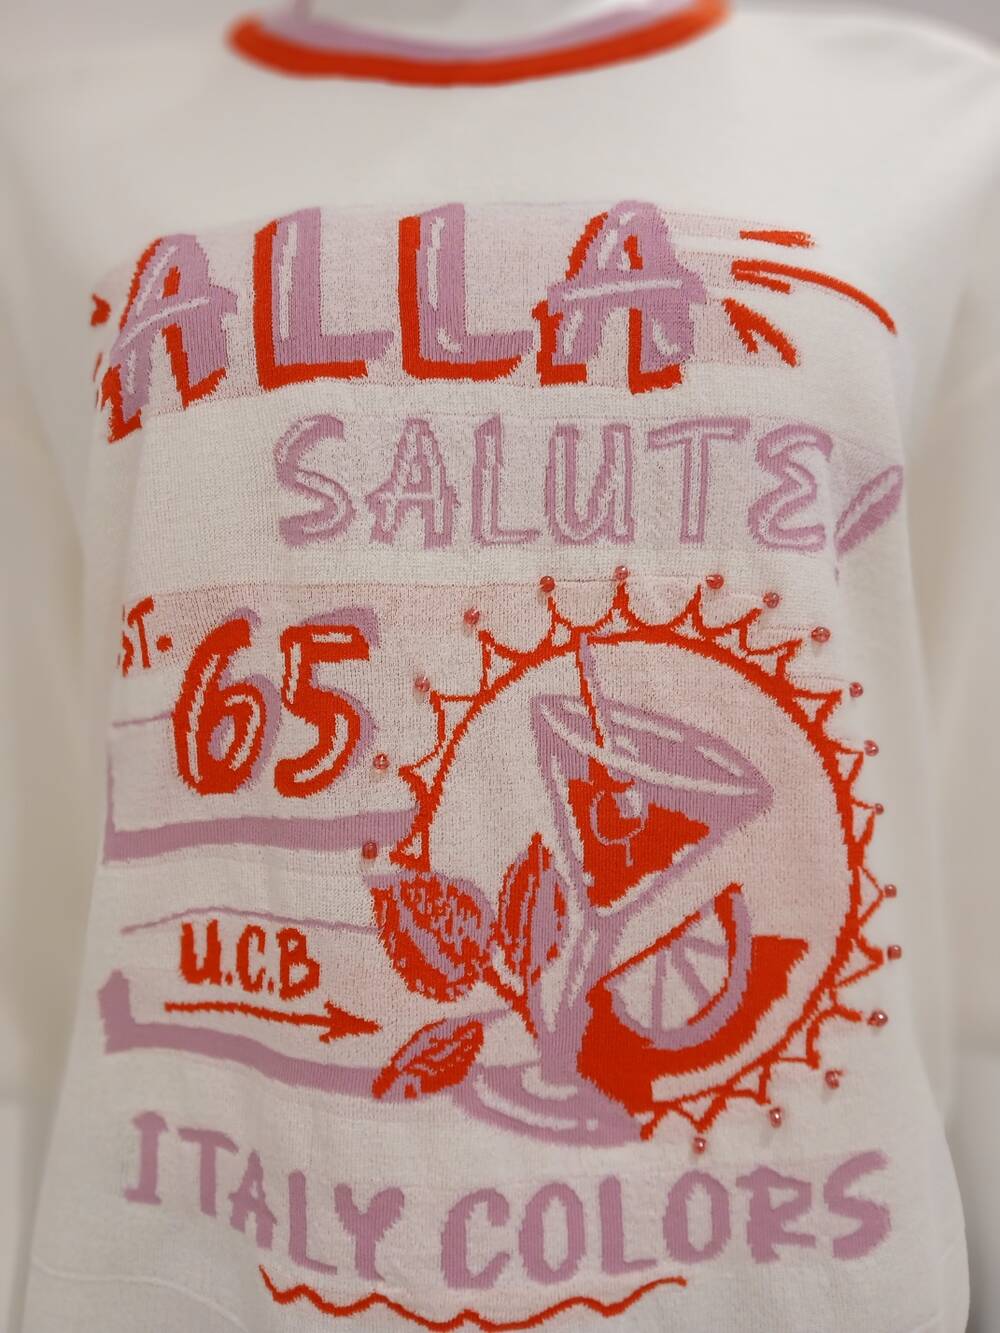 ALLA
SALUTE
ST.
65
U.C.B
ITALY COLORS